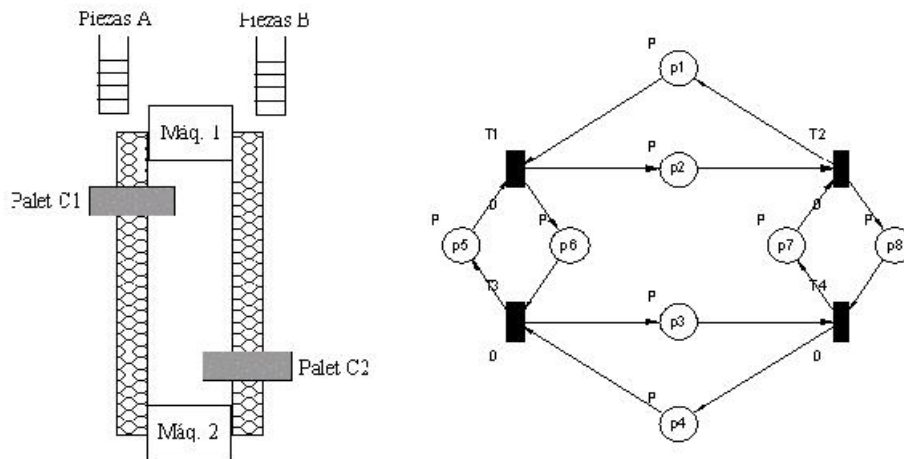 Piezas A
Piezas B
Máq. 1
Palet C1
Palet C2
Máq. 2
P
p1
T1
T2
P
p2
0
0
P
p5
P
p6
P
p7
P
p8
T3
T4
P
p3
0
0
P
p4